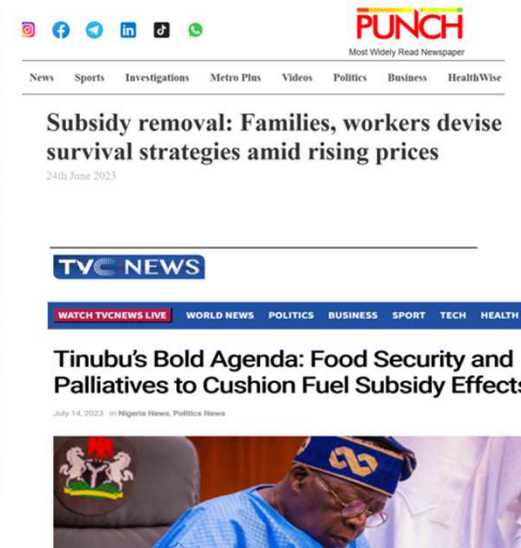 PUNCH
Most Widely Read Newspaper
News Sports Investigations Metro Plus Videos Politics Business HealthWise
Subsidy removal: Families, workers devise
survival strategies amid rising prices
24th June 2023
TVC NEWS
WATCH TVCNEWS LIVE WORLD NEWS POLITICS BUSINESS SPORT TECH HEALTH
Tinubu's Bold Agenda: Food Security and
Palliatives to Cushion Fuel Subsidy Effects
July 14, 2023 in Nigeria News, Politics News